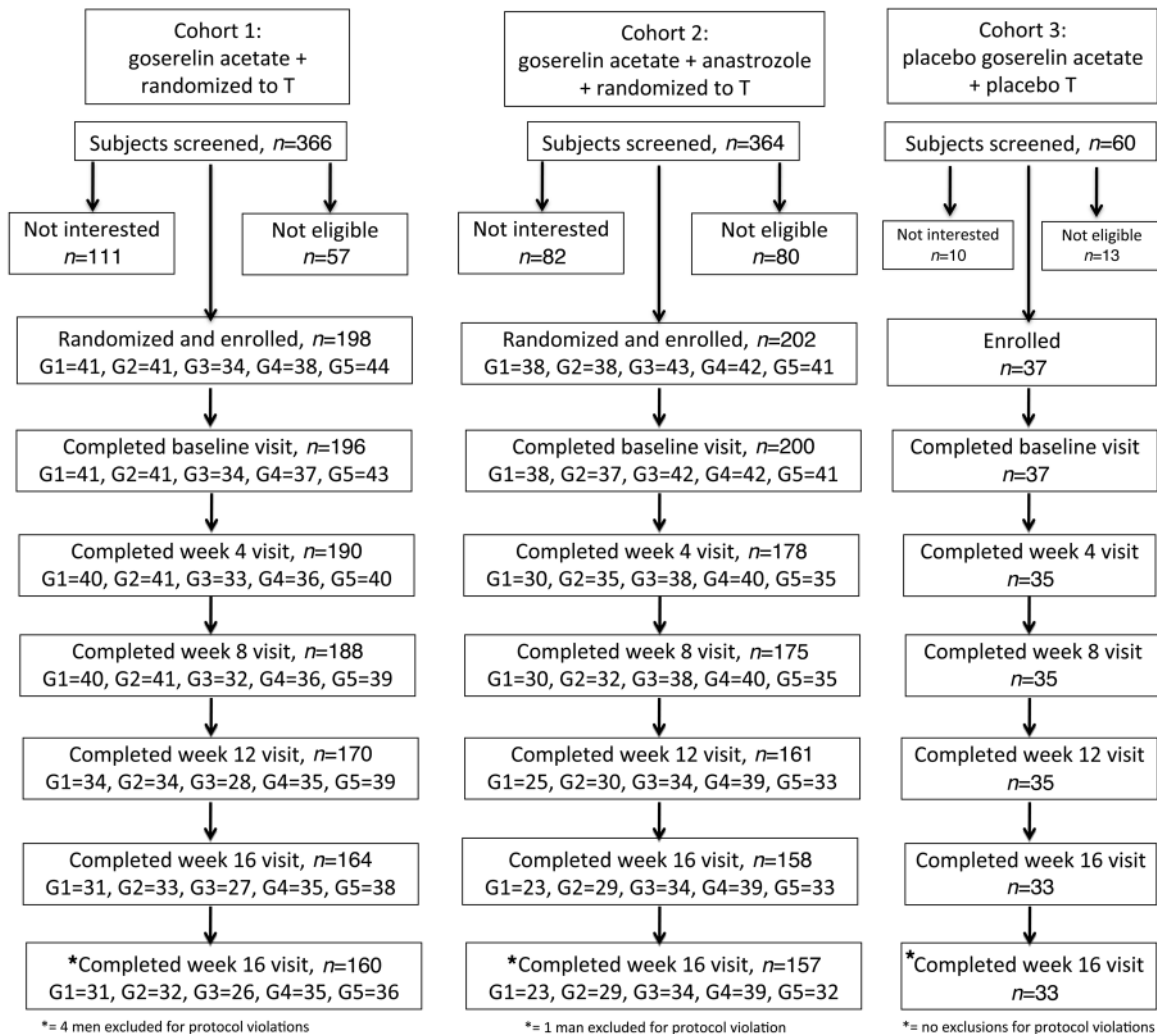 Cohort 1:
goserelin acetate +
randomized to T
Subjects screened, n=366
Not interested
n=111
Not eligible
n=57
Randomized and enrolled, n=198
G1=41, G2=41, G3=34, G4=38, G5=44
Completed baseline visit, n=196
G1=41, G2=41, G3=34, G4=37, G5=43
Completed week 4 visit, n=190
G1=40, G2=41, G3=33, G4=36, G5=40
Completed week 8 visit, n=188
G1=40, G2=41, G3=32, G4=36, G5=39
Completed week 12 visit, n=170
G1=34, G2=34, G3=28, G4=35, G5=39
Completed week 16 visit, n=164
G1=31, G2=33, G3=27, G4=35, G5=38
*Completed week 16 visit, n=160
G1=31, G2=32, G3=26, G4=35, G5=36
*= 4 men excluded for protocol violations
Cohort 2:
goserelin acetate + anastrozole
+ randomized to T
Subjects screened, n=364
Not interested
n=82
Not eligible
n=80
Randomized and enrolled, n=202
G1=38, G2=38, G3=43, G4=42, G5=41
Completed baseline visit, n=200
G1=38, G2=37, G3=42, G4=42, G5=41
Completed week 4 visit, n=178
G1=30, G2=35, G3=38, G4=40, G5=35
Completed week 8 visit, n=175
G1=30, G2=32, G3=38, G4=40, G5=35
Completed week 12 visit, n=161
G1=25, G2=30, G3=34, G4=39, G5=33
Completed week 16 visit, n=158
G1=23, G2=29, G3=34, G4=39, G5=33
*Completed week 16 visit, n=157
G1=23, G2=29, G3=34, G4=39, G5=32
*= 1 man excluded for protocol violation
Cohort 3:
placebo goserelin acetate
+ placebo T
Subjects screened, n=60
Not interested
n=10
Not eligible
n=13
Enrolled
n=37
Completed baseline visit
n=37
Completed week 4 visit
n=35
Completed week 8 visit
n=35
Completed week 12 visit
n=35
Completed week 16 visit
n=33
*Completed week 16 visit
n=33
*= no exclusions for protocol violations